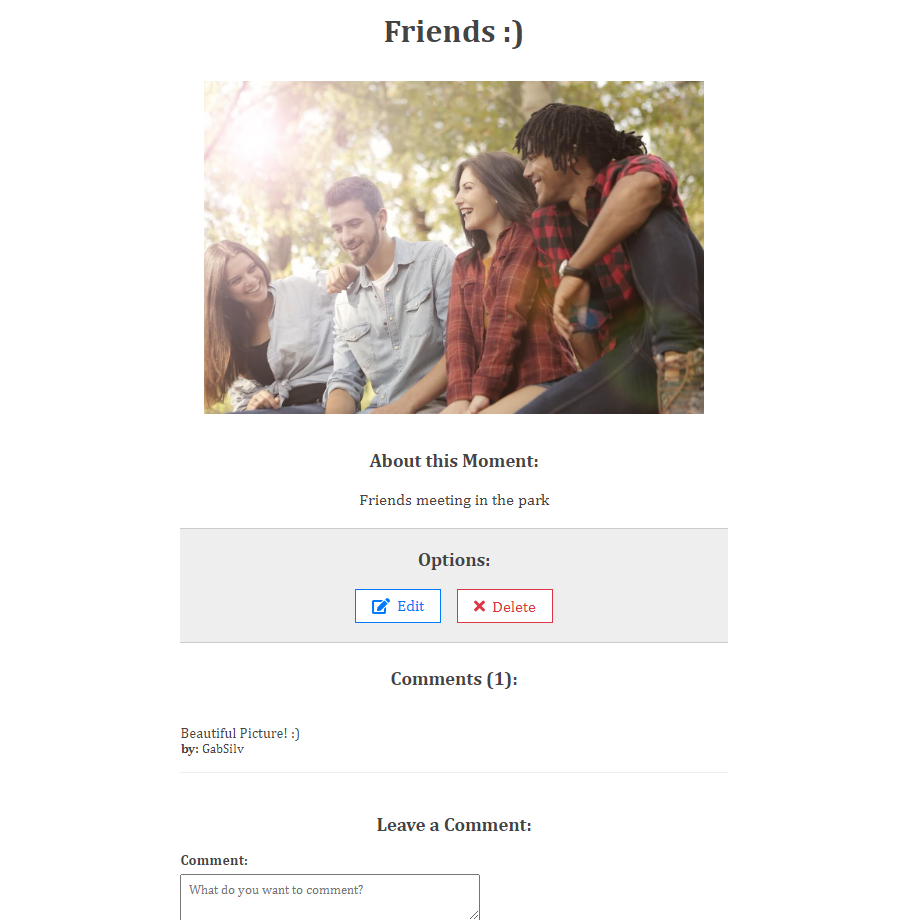 Friends :)
About this Moment:
Friends meeting in the park
Options:
Edit
Delete
Comments (1):
Beautiful Picture! :)
by: GabSilv
Leave a Comment:
Comment:
What do you want to comment?